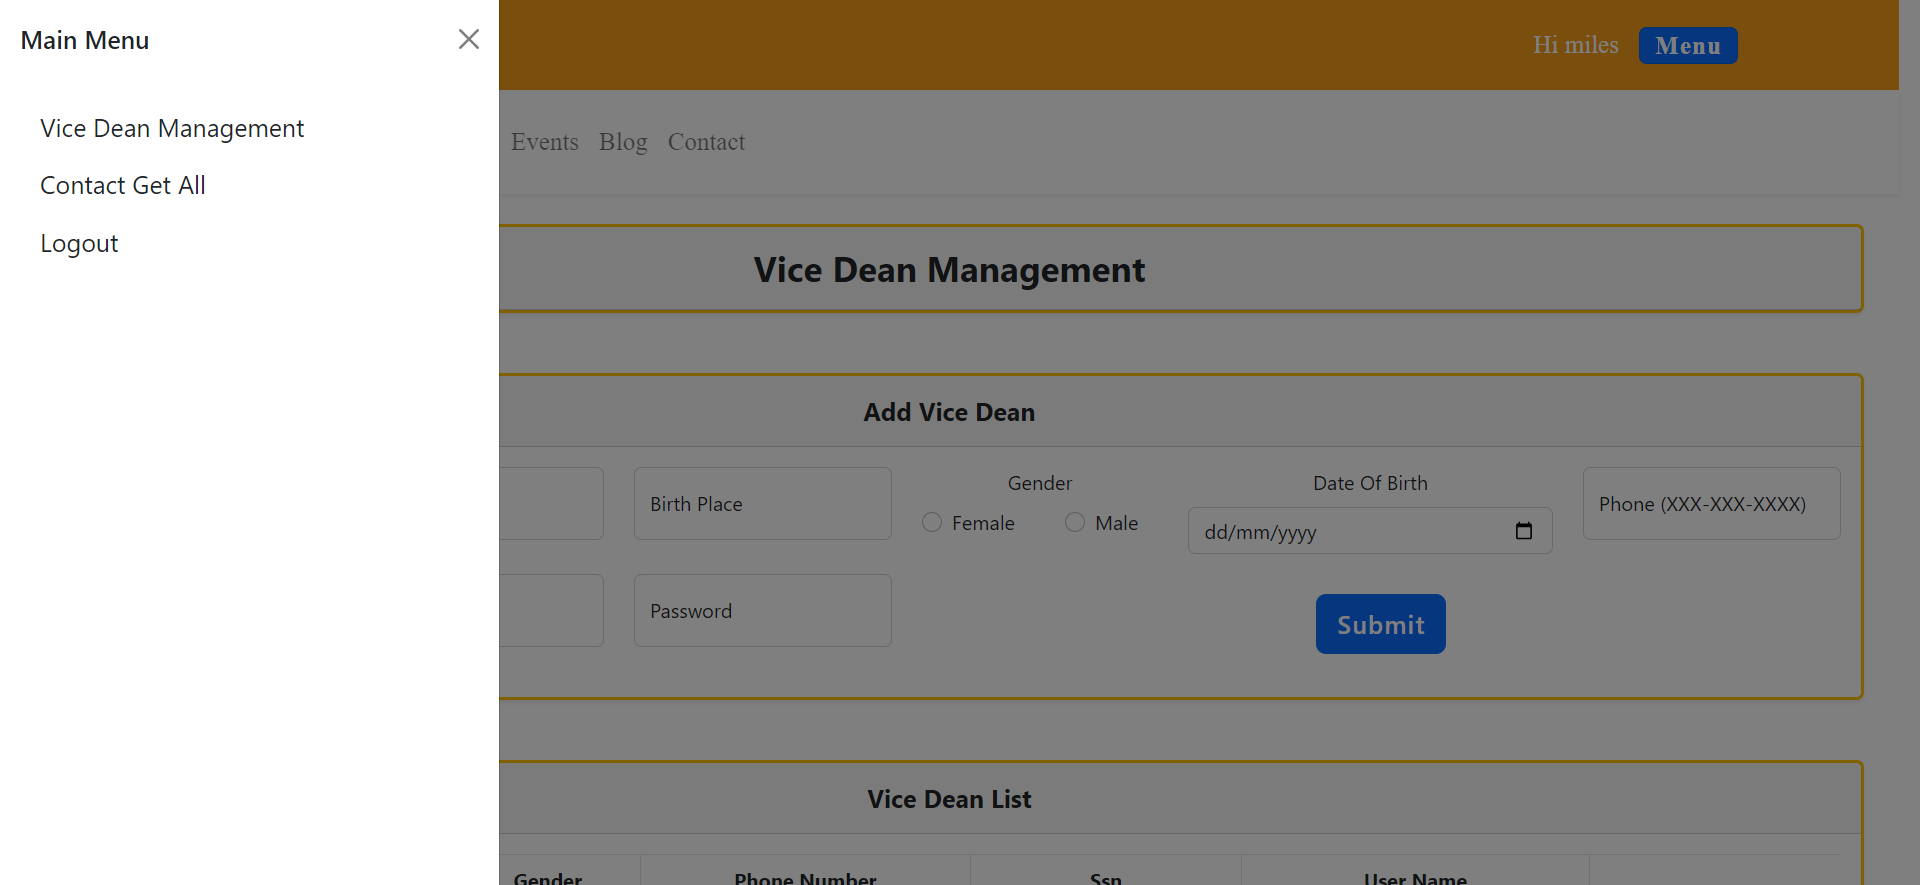 Main Menu
Vice Dean Management
Contact Get All
Logout
Hi miles
Menu
Events Blog Contact
Vice Dean Management
Add Vice Dean
Birth Place
Gender
Female Male
Date Of Birth
dd/mm/yyyy
Phone (XXX-XXX-XXXX)
Password
Submit
Vice Dean List
Gender Phone Number Ssn User Name